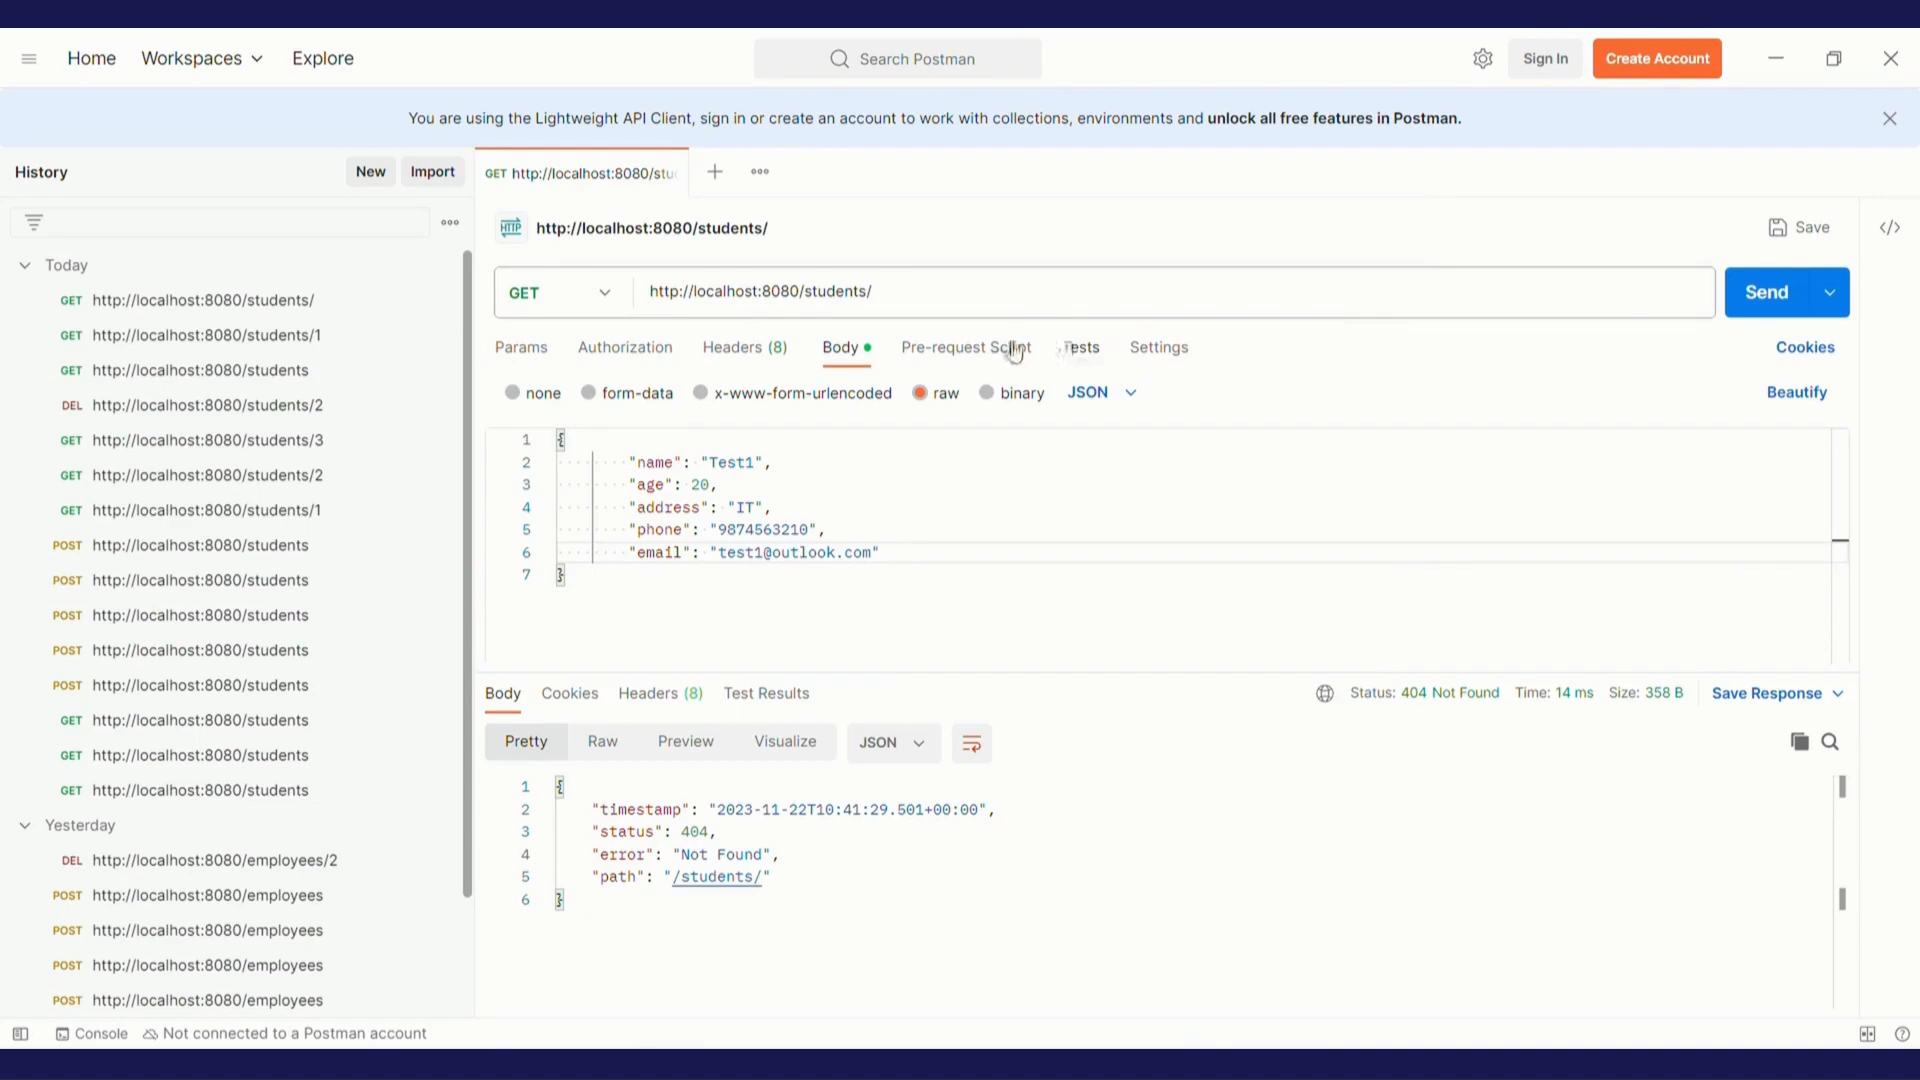 Home Workspaces Explore Search Postman Sign In Create Account
You are using the Lightweight API Client, sign in or create an account to work with collections, environments and unlock all free features in Postman.
History New Import
GET http://localhost:8080/stu
http://localhost:8080/students/ Save
Today
GET http://localhost:8080/students/
GET http://localhost:8080/students/1
GET http://localhost:8080/students
DEL http://localhost:8080/students/2
GET http://localhost:8080/students/3
GET http://localhost:8080/students/2
GET http://localhost:8080/students/1
POST http://localhost:8080/students
POST http://localhost:8080/students
POST http://localhost:8080/students
POST http://localhost:8080/students
POST http://localhost:8080/students
GET http://localhost:8080/students
GET http://localhost:8080/students
GET http://localhost:8080/students
Yesterday
DEL http://localhost:8080/employees/2
POST http://localhost:8080/employees
POST http://localhost:8080/employees
POST http://localhost:8080/employees
POST http://localhost:8080/employees
GET http://localhost:8080/students/ Send
Params Authorization Headers (8) Body Pre-request Script Tests Settings Cookies
none form-data x-www-form-urlencoded raw binary JSON Beautify
1 {
2 "name": "Test1",
3 "age": 20,
4 "address": "IT",
5 "phone": "9874563210",
6 "email": "test1@outlook.com"
7 }
Body Cookies Headers (8) Test Results Status: 404 Not Found Time: 14 ms Size: 358 B Save Response
Pretty Raw Preview Visualize JSON
1 {
2 "timestamp": "2023-11-22T10:41:29.501+00:00",
3 "status": 404,
4 "error": "Not Found",
5 "path": "/students/"
6 }
Console Not connected to a Postman account